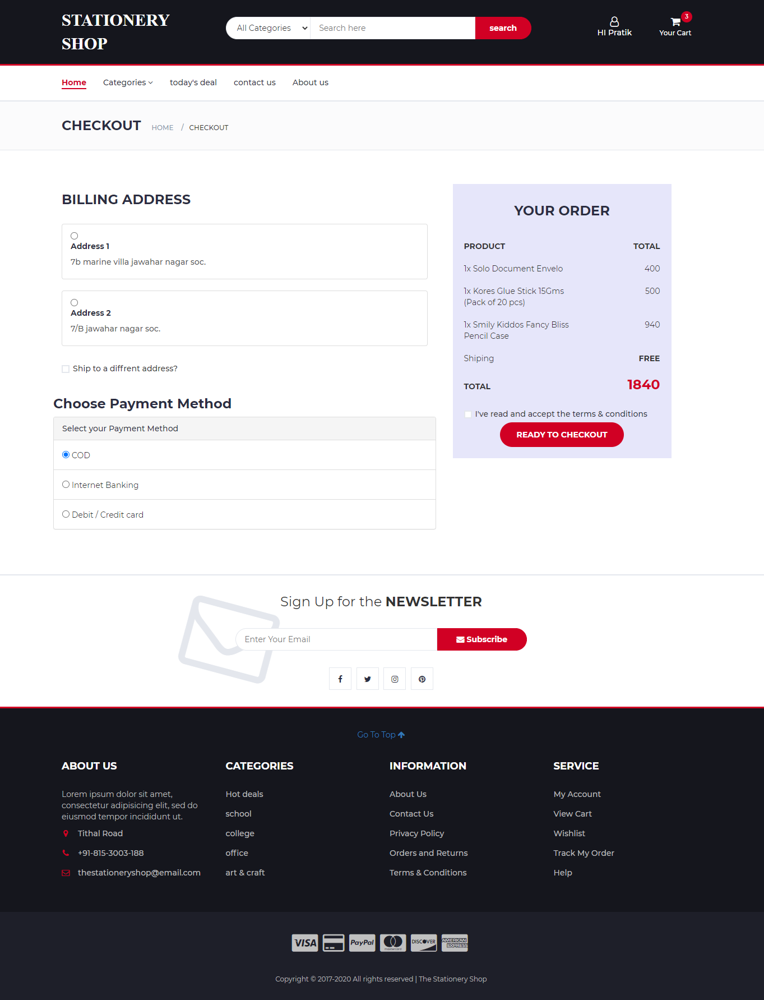 STATIONERY
SHOP
All Categories
Search here
search
HI Pratik
3
Your Cart
Home
Categories
today's deal
contact us
About us
CHECKOUT
HOME / CHECKOUT
BILLING ADDRESS
Address 1
7b marine villa jawahar nagar soc.
Address 2
7/B jawahar nagar soc.
Ship to a diffrent address?
Choose Payment Method
Select your Payment Method
COD
Internet Banking
Debit / Credit card
YOUR ORDER
PRODUCT TOTAL
1x Solo Document Envelo 400
1x Kores Glue Stick 15Gms 500
(Pack of 20 pcs)
1x Smily Kiddos Fancy Bliss 940
Pencil Case
Shiping FREE
TOTAL 1840
I've read and accept the terms & conditions
READY TO CHECKOUT
Sign Up for the NEWSLETTER
Enter Your Email
Subscribe
Go To Top
ABOUT US
Lorem ipsum dolor sit amet,
consectetur adipisicing elit, sed do
eiusmod tempor incididunt ut.
Tithal Road
+91-815-3003-188
thestationeryshop@email.com
CATEGORIES
Hot deals
school
college
office
art & craft
INFORMATION
About Us
Contact Us
Privacy Policy
Orders and Returns
Terms & Conditions
SERVICE
My Account
View Cart
Wishlist
Track My Order
Help
VISA
PayPal
mastercard
DISCOVER
AMERICAN
EXPRESS
Copyright © 2017-2020 All rights reserved | The Stationery Shop